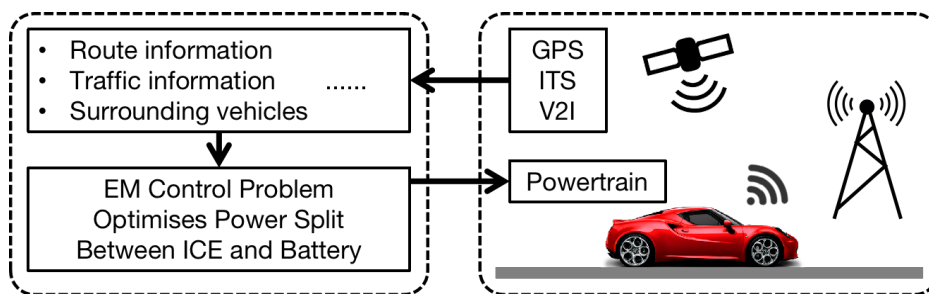 • Route information
• Traffic information ......
• Surrounding vehicles
GPS
ITS
V2I
EM Control Problem
Optimises Power Split
Between ICE and Battery
Powertrain